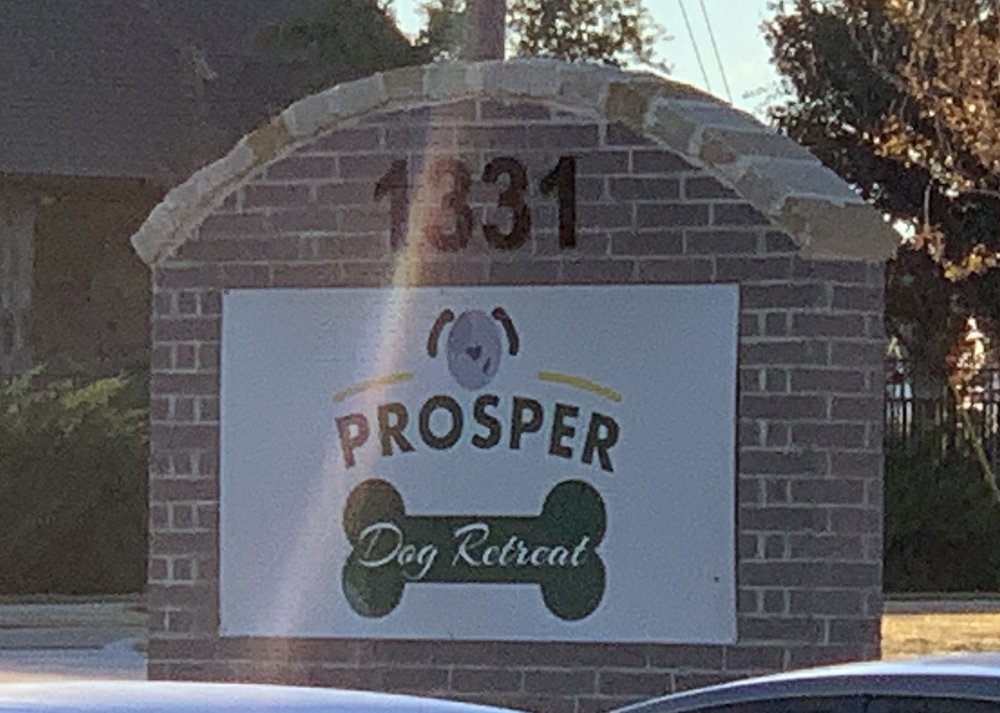 1331
PROSPER
Dog Retreat